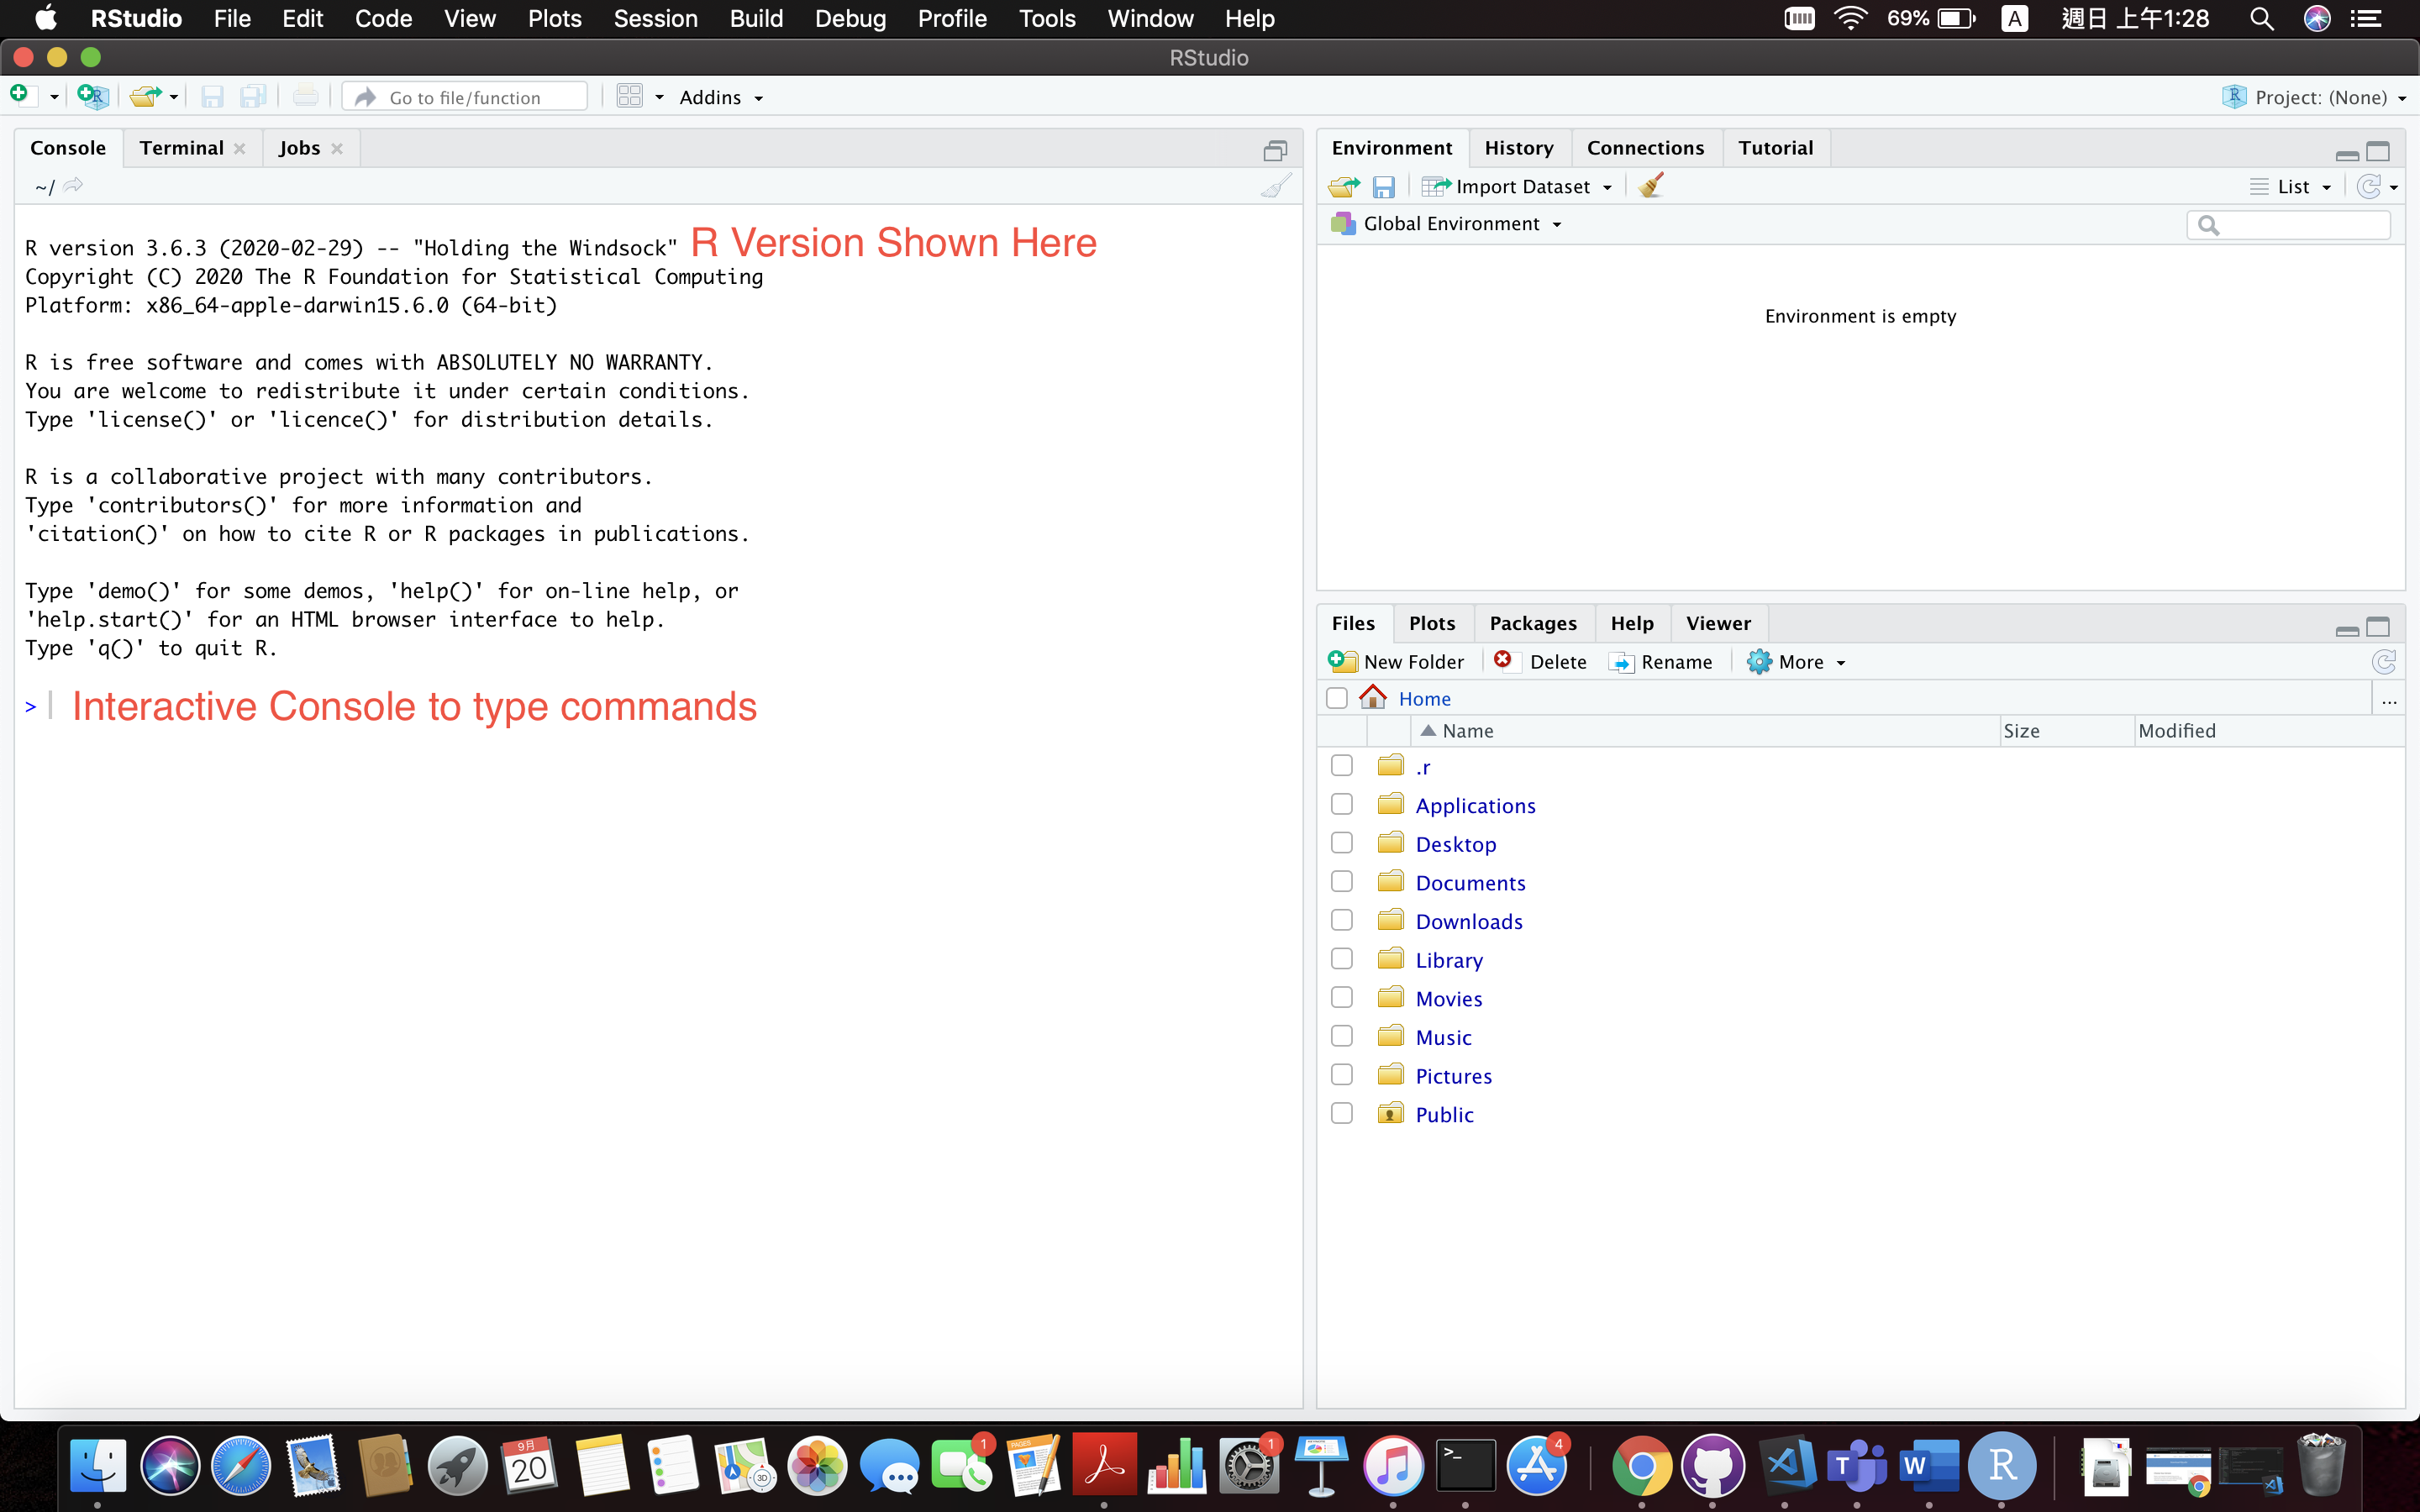 RStudio File Edit Code View Plots Session Build Debug Profile Tools Window Help 69% A 週日 上午1:28
RStudio
Go to file/function Addins Project: (None)
Console Terminal Jobs
~/
R version 3.6.3 (2020-02-29) -- "Holding the Windsock" R Version Shown Here
Copyright (C) 2020 The R Foundation for Statistical Computing
Platform: x86_64-apple-darwin15.6.0 (64-bit)
R is free software and comes with ABSOLUTELY NO WARRANTY.
You are welcome to redistribute it under certain conditions.
Type 'license()' or 'licence()' for distribution details.
R is a collaborative project with many contributors.
Type 'contributors()' for more information and
'citation()' on how to cite R or R packages in publications.
Type 'demo()' for some demos, 'help()' for on-line help, or
'help.start()' for an HTML browser interface to help.
Type 'q()' to quit R.
> Interactive Console to type commands
Environment History Connections Tutorial
Import Dataset List
Global Environment
Environment is empty
Files Plots Packages Help Viewer
New Folder Delete Rename More
Home ...
Name Size Modified
.r
Applications
Desktop
Documents
Downloads
Library
Movies
Music
Pictures
Public
9月
20
3D
1
PAGES
1
>_
4
T
W
R